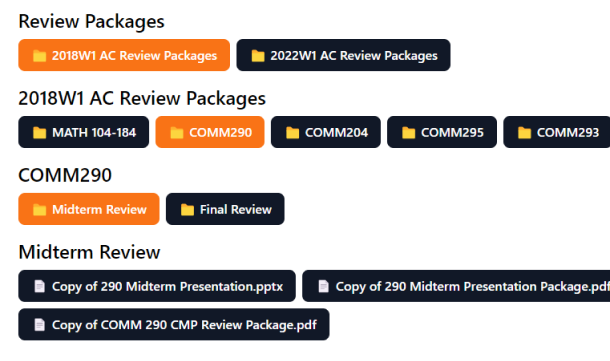 Review Packages
2018W1 AC Review Packages 2022W1 AC Review Packages
2018W1 AC Review Packages
MATH 104-184 COMM290 COMM204 COMM295 COMM293
COMM290
Midterm Review Final Review
Midterm Review
Copy of 290 Midterm Presentation.pptx Copy of 290 Midterm Presentation Package.pdf
Copy of COMM 290 CMP Review Package.pdf